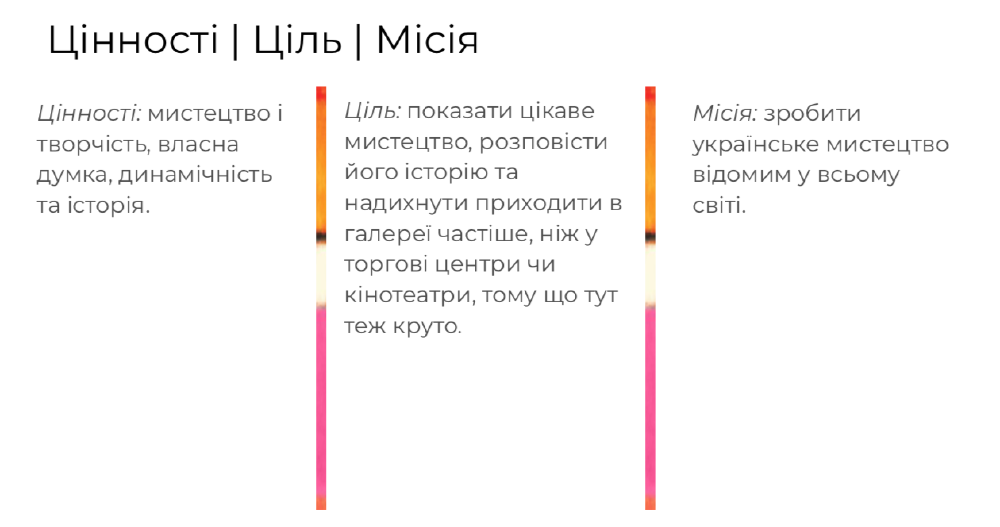 Цінності | Ціль | Місія
Цінності: мистецтво і
творчість, власна
думка, динамічність
та історія.
Ціль: показати цікаве
мистецтво, розповісти
його історію та
надихнути приходити в
галереї частіше, ніж у
торгові центри чи
кінотеатри, тому що тут
теж круто.
Місія: зробити
українське мистецтво
відомим у всьому
світі.